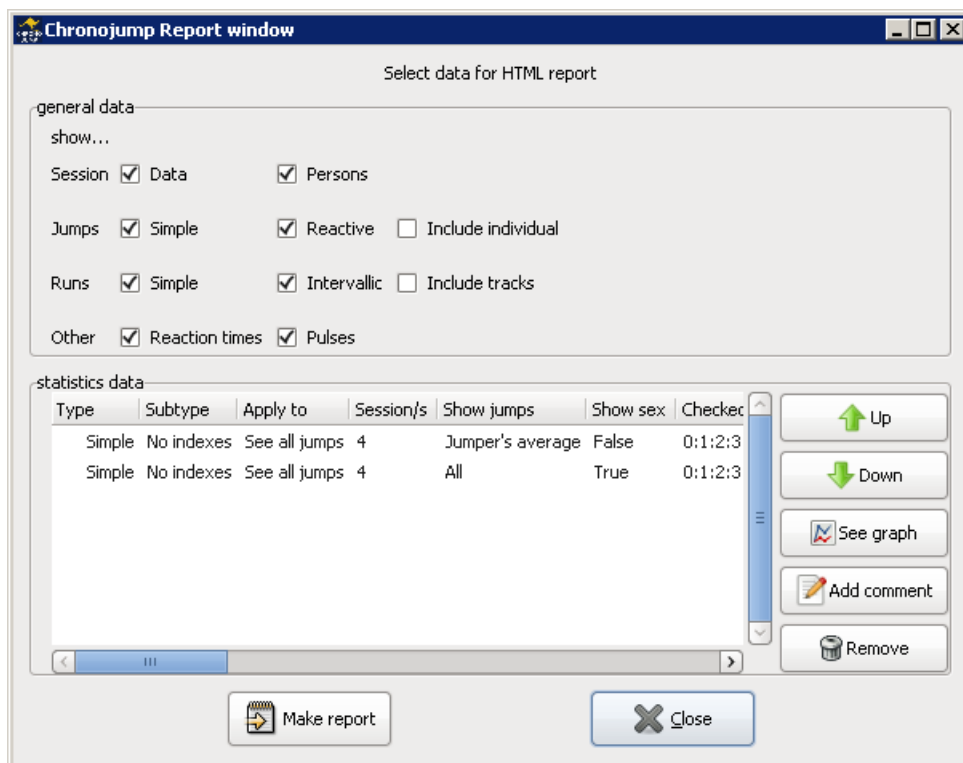 Chronojump Report window
Select data for HTML report
general data
show...
Session Data Persons
Jumps Simple Reactive Include individual
Runs Simple Intervallic Include tracks
Other Reaction times Pulses
statistics data
Type Subtype Apply to Session/s Show jumps Show sex Checked
Simple No indexes See all jumps 4 Jumper's average False 0:1:2:3
Simple No indexes See all jumps 4 All True 0:1:2:3
Up
Down
See graph
Add comment
Remove
Make report Close